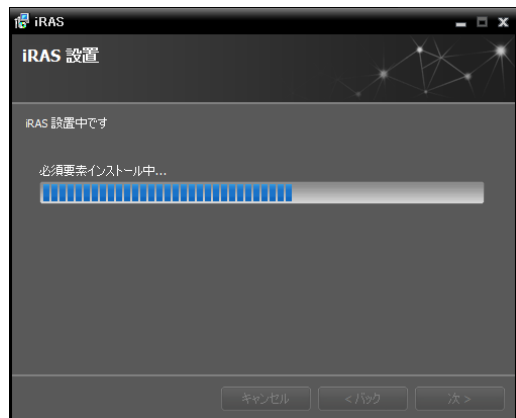 iRAS
iRAS 設置
iRAS 設置中です
必須要素インストール中...
キャンセル
<バック
次 >